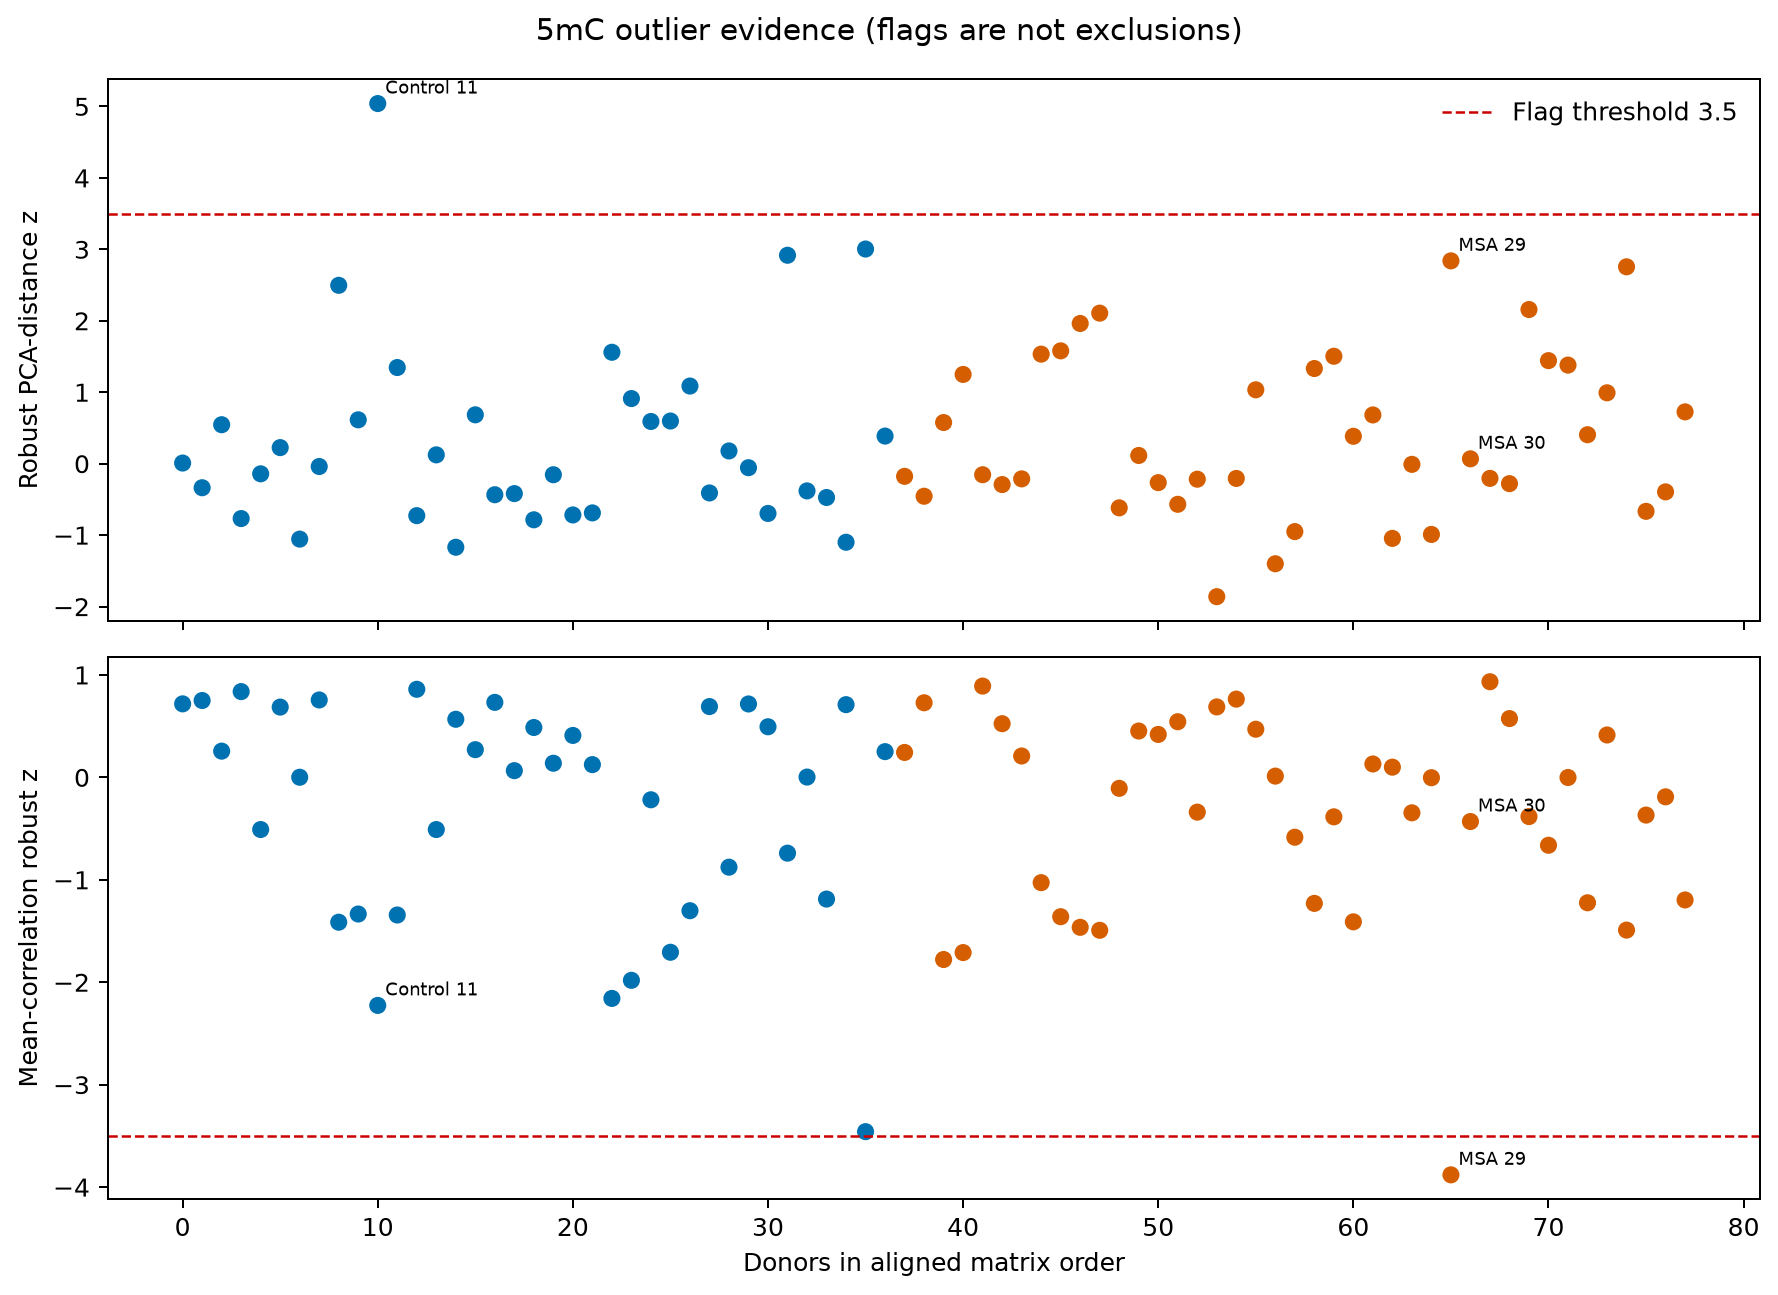 5mC outlier evidence (flags are not exclusions)
Control 11
Flag threshold 3.5
MSA 29
MSA 30
Robust PCA-distance z
5
4
3
2
1
0
−1
−2
Control 11
MSA 30
MSA 29
Mean-correlation robust z
1
0
−1
−2
−3
−4
0 10 20 30 40 50 60 70 80
Donors in aligned matrix order